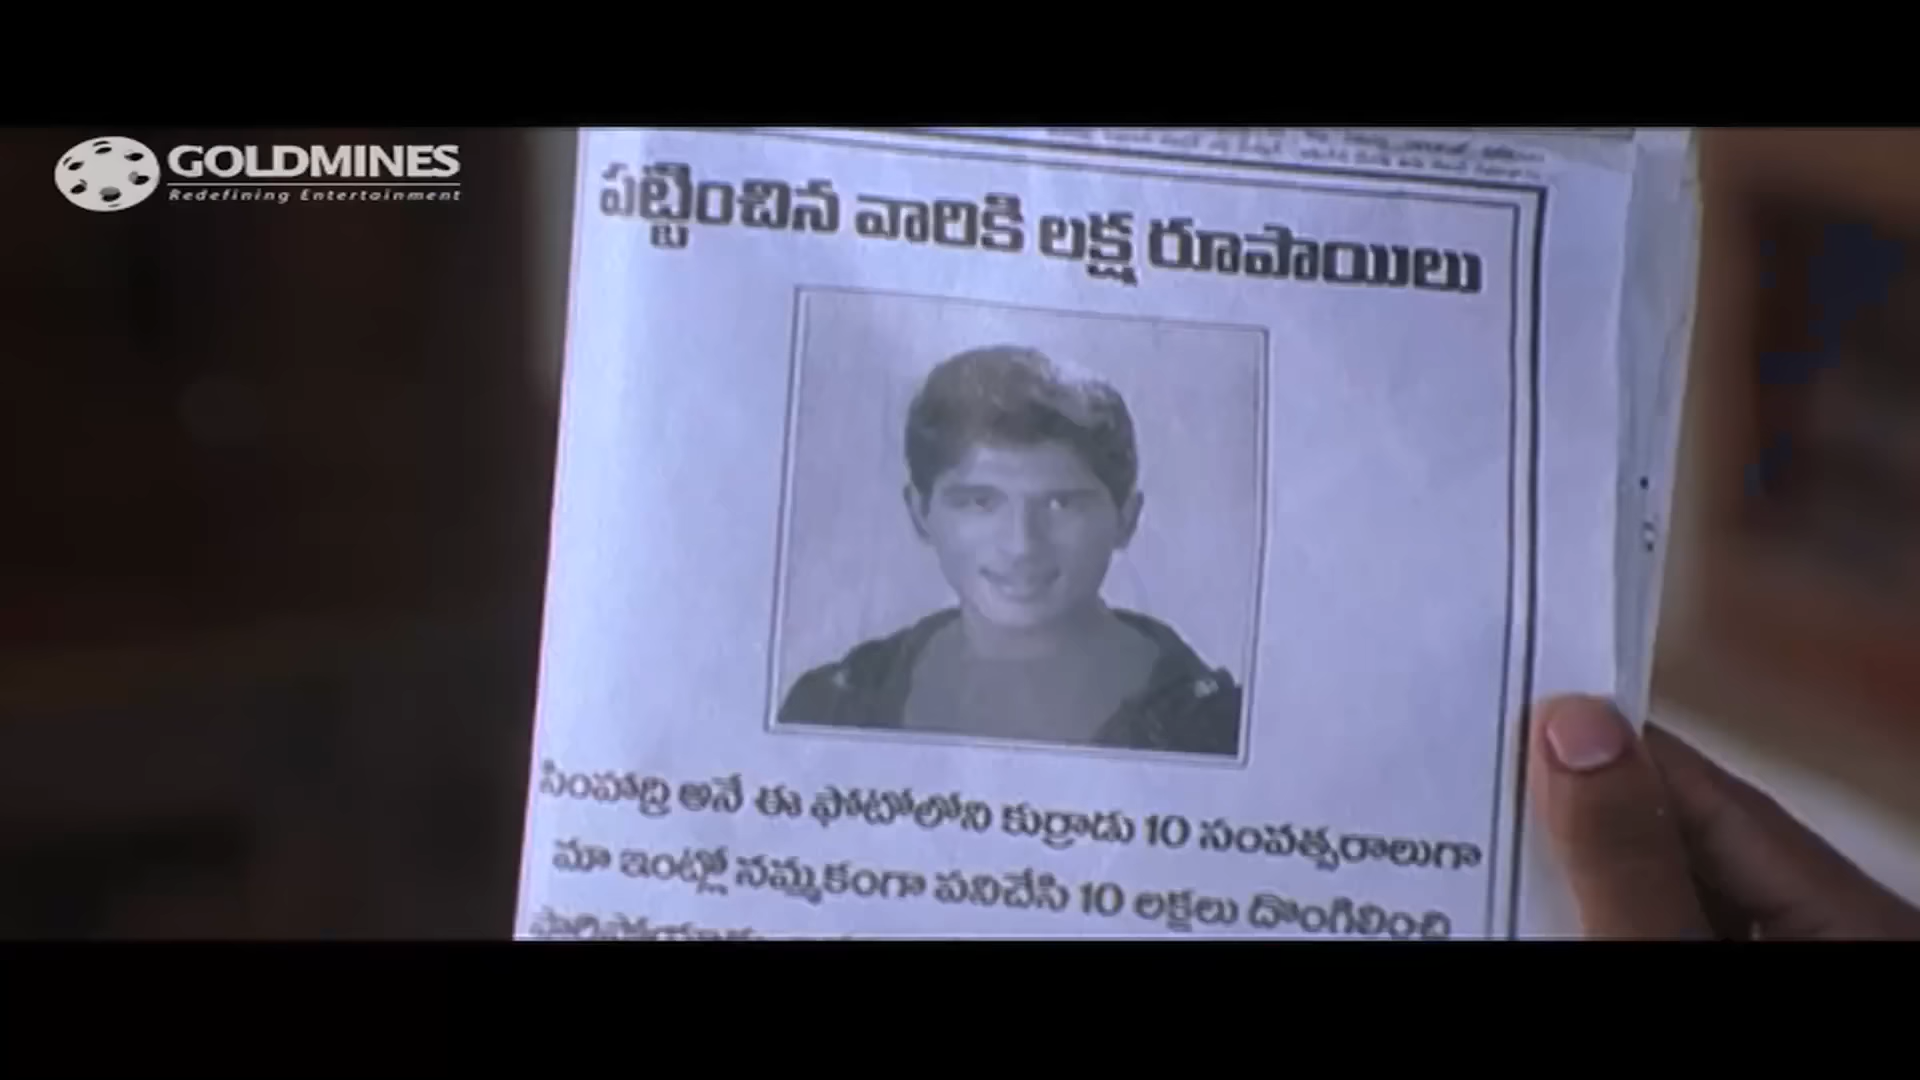 GOLDMINES
Redefining Entertainment
పట్టించిన వారికి లక్ష రూపాయిలు
సింహాద్రి అనే ఈ ఫోటోలోని కుర్రాడు 10 సంవత్సరాలుగా
మా ఇంట్లో నమ్మకంగా పనిచేసి 10 లక్షలు దొంగిలించి